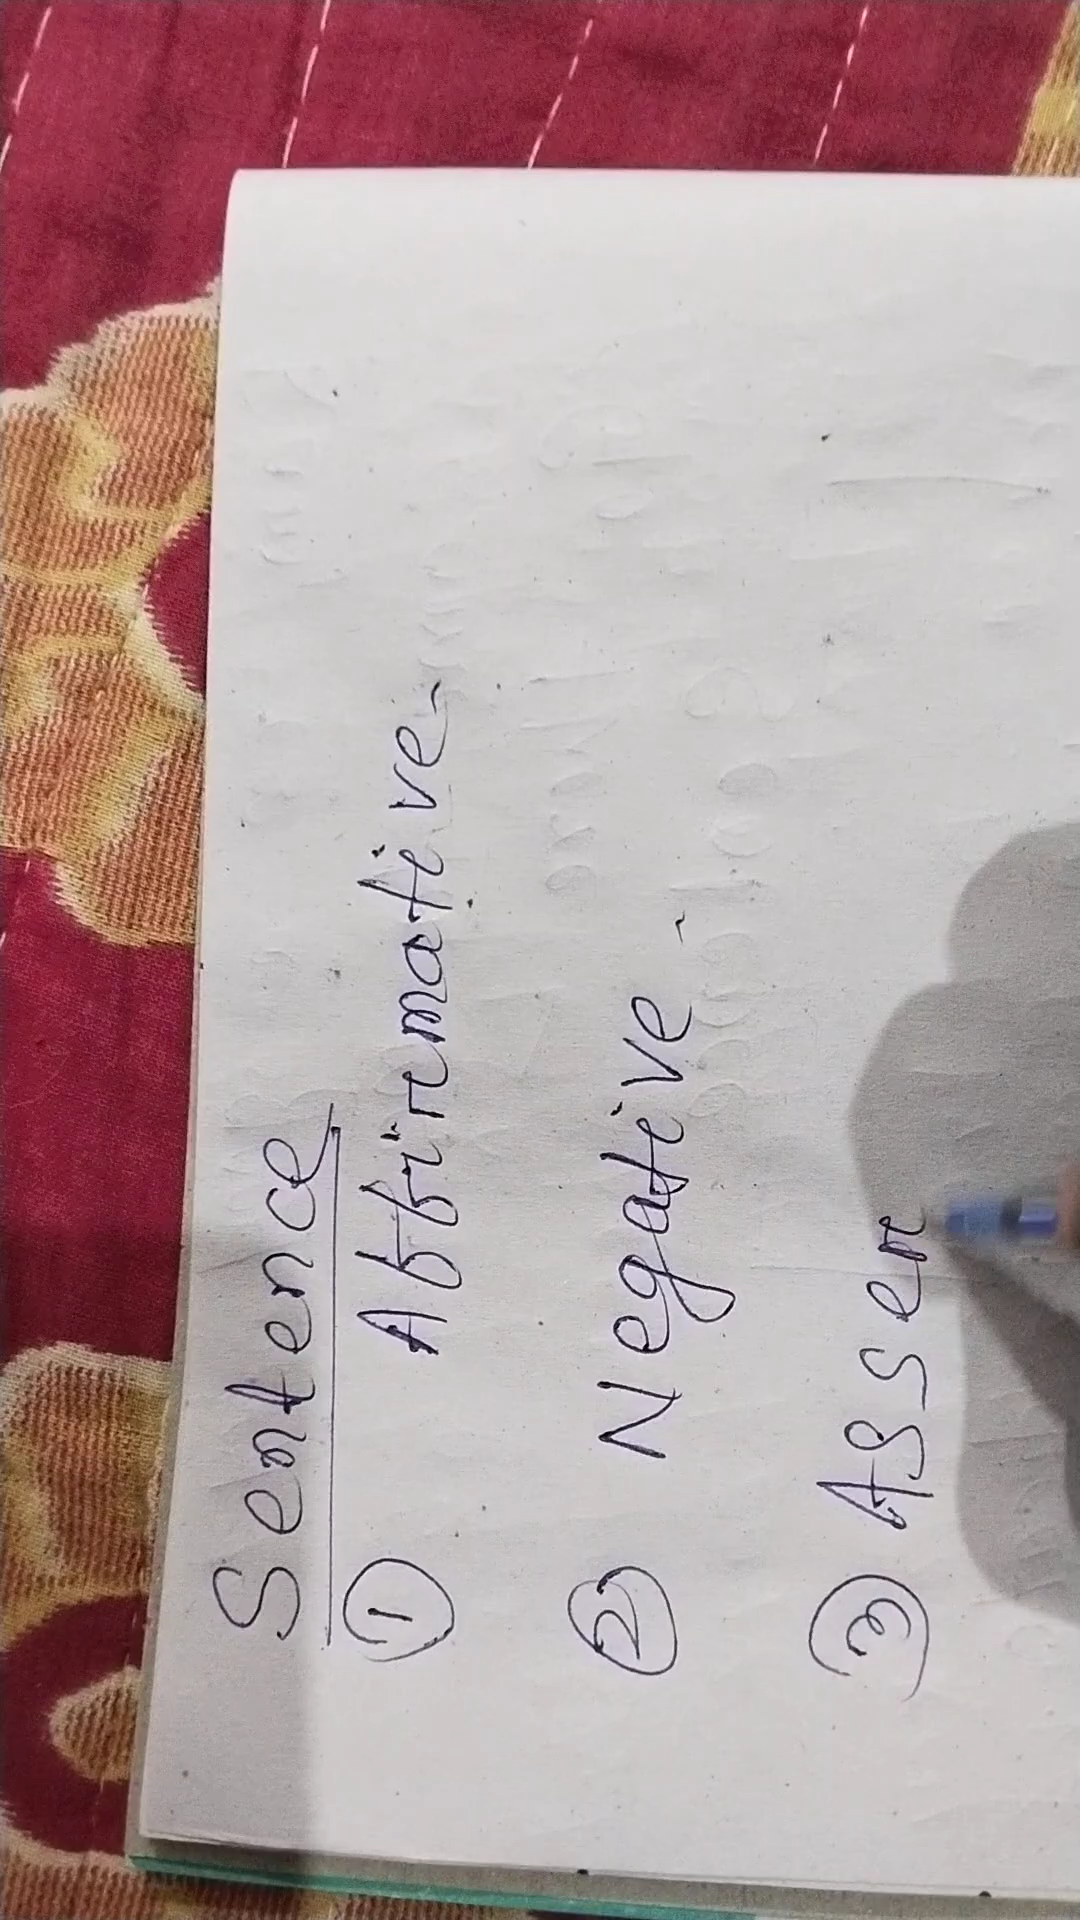 Sentence
① Affirmative-
② Negative -
③ Asser